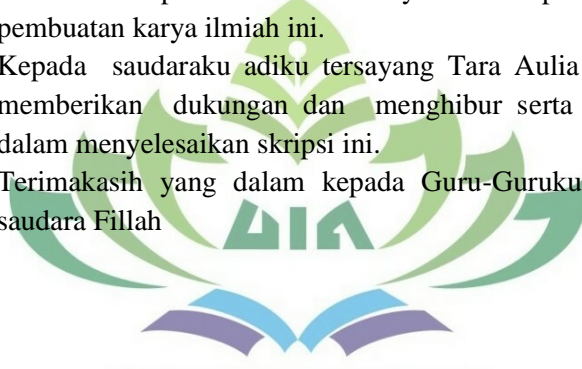 pembuatan karya ilmiah ini.
Kepada saudaraku adiku tersayang Tara Aulia
memberikan dukungan dan menghibur serta
dalam menyelesaikan skripsi ini.
Terimakasih yang dalam kepada Guru-Guruku
saudara Fillah
UIN